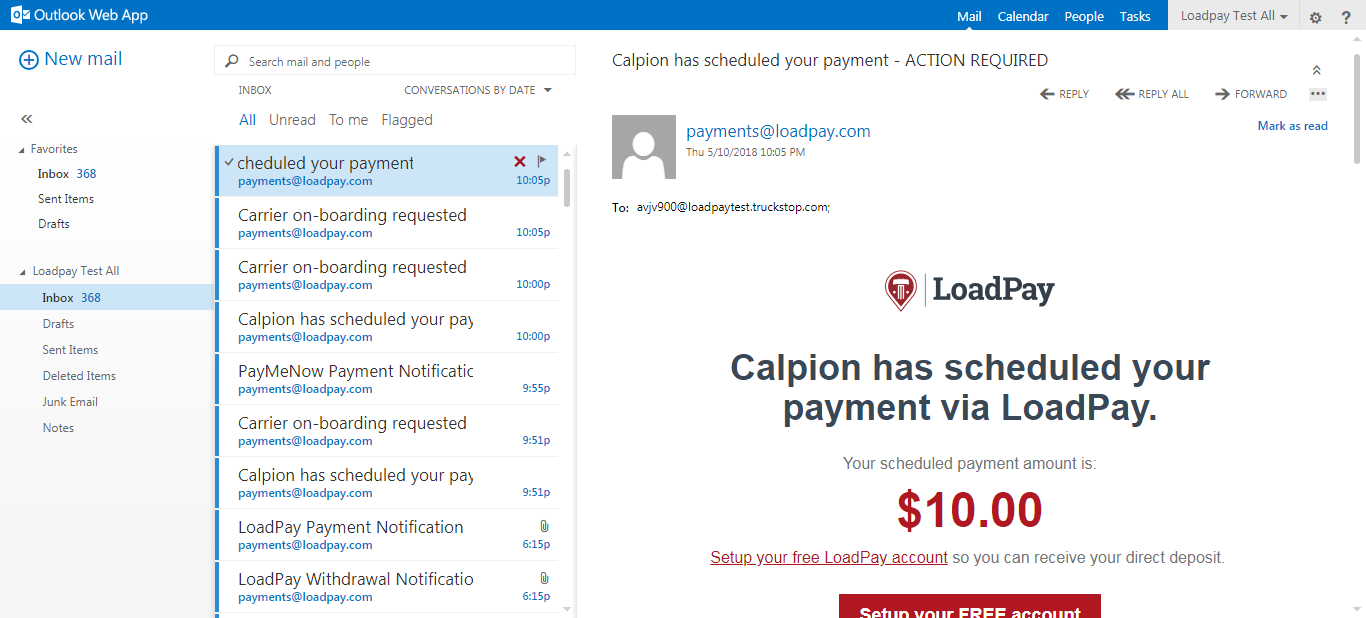 Outlook Web App
Mail Calendar People Tasks Loadpay Test All ?
New mail
Favorites
Inbox 368
Sent Items
Drafts
Loadpay Test All
Inbox 368
Drafts
Sent Items
Deleted Items
Junk Email
Notes
Search mail and people
INBOX CONVERSATIONS BY DATE
All Unread To me Flagged
cheduled your payment
payments@loadpay.com 10:05p
Carrier on-boarding requested
payments@loadpay.com 10:05p
Carrier on-boarding requested
payments@loadpay.com 10:00p
Calpion has scheduled your pay
payments@loadpay.com 10:00p
PayMeNow Payment Notificatic
payments@loadpay.com 9:55p
Carrier on-boarding requested
payments@loadpay.com 9:51p
Calpion has scheduled your pay
payments@loadpay.com 9:51p
LoadPay Payment Notification
payments@loadpay.com 6:15p
LoadPay Withdrawal Notificatio
payments@loadpay.com 6:15p
Calpion has scheduled your payment - ACTION REQUIRED
REPLY REPLY ALL FORWARD
Mark as read
payments@loadpay.com
Thu 5/10/2018 10:05 PM
To: avjv900@loadpaytest.truckstop.com;
LoadPay
Calpion has scheduled your
payment via LoadPay.
Your scheduled payment amount is:
$10.00
Setup your free LoadPay account so you can receive your direct deposit.
Setup your FREE account